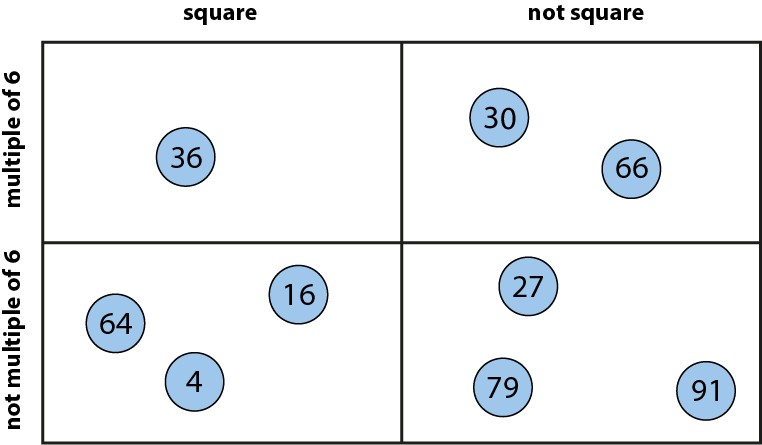 square
not square
multiple of 6
36
30
66
not multiple of 6
64
16
4
27
79
91